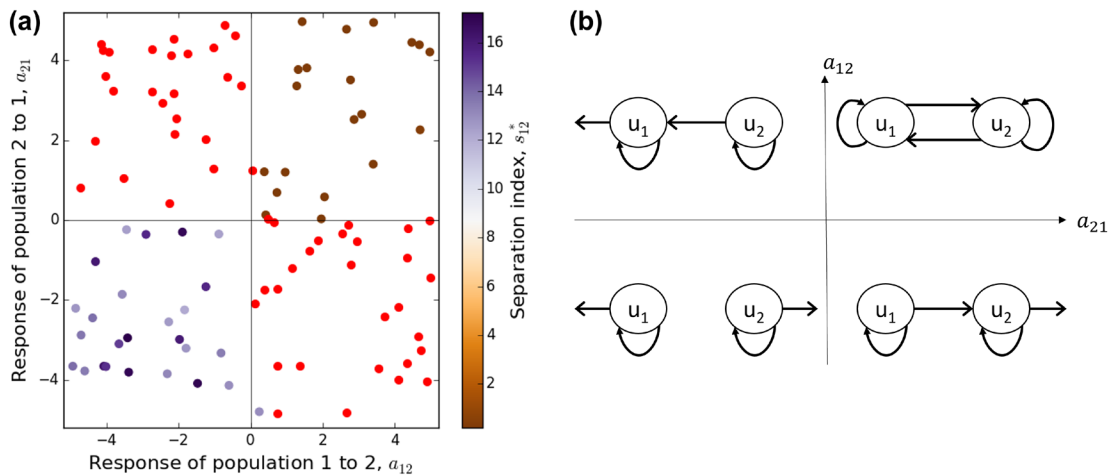 (a)
Response of population 2 to 1, a₂₁
4
2
0
−2
−4
−4
−2
0
2
4
Response of population 1 to 2, a₁₂
16
14
12
10
8
6
4
2
Separation index, s*₁₂
(b)
a₁₂
u₁
u₂
u₁
u₂
a₂₁
u₁
u₂
u₁
u₂